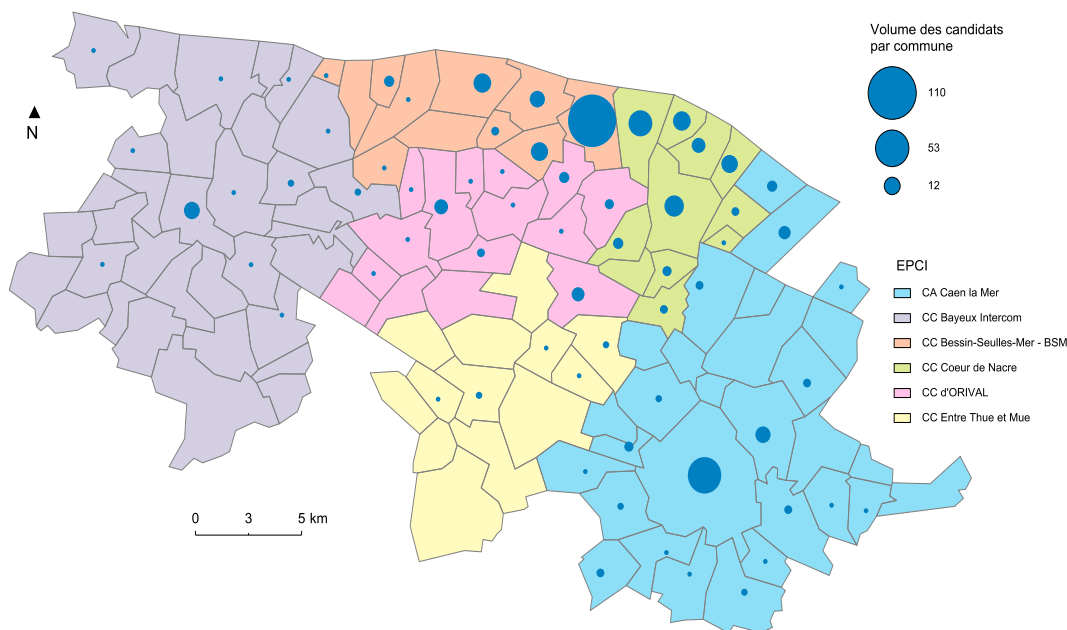 Volume des candidats
par commune
110
53
12
N
EPCI
CA Caen la Mer
CC Bayeux Intercom
CC Bessin-Seulles-Mer - BSM
CC Coeur de Nacre
CC d'ORIVAL
CC Entre Thue et Mue
0 3 5 km